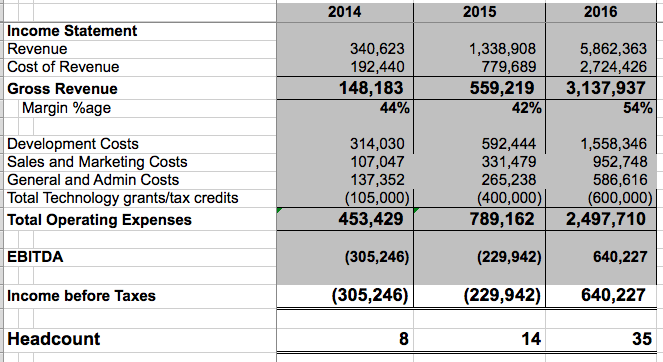 2014 2015 2016
Income Statement
Revenue 340,623 1,338,908 5,862,363
Cost of Revenue 192,440 779,689 2,724,426
Gross Revenue 148,183 559,219 3,137,937
Margin %age 44% 42% 54%
Development Costs 314,030 592,444 1,558,346
Sales and Marketing Costs 107,047 331,479 952,748
General and Admin Costs 137,352 265,238 586,616
Total Technology grants/tax credits (105,000) (400,000) (600,000)
Total Operating Expenses 453,429 789,162 2,497,710
EBITDA (305,246) (229,942) 640,227
Income before Taxes (305,246) (229,942) 640,227
Headcount 8 14 35